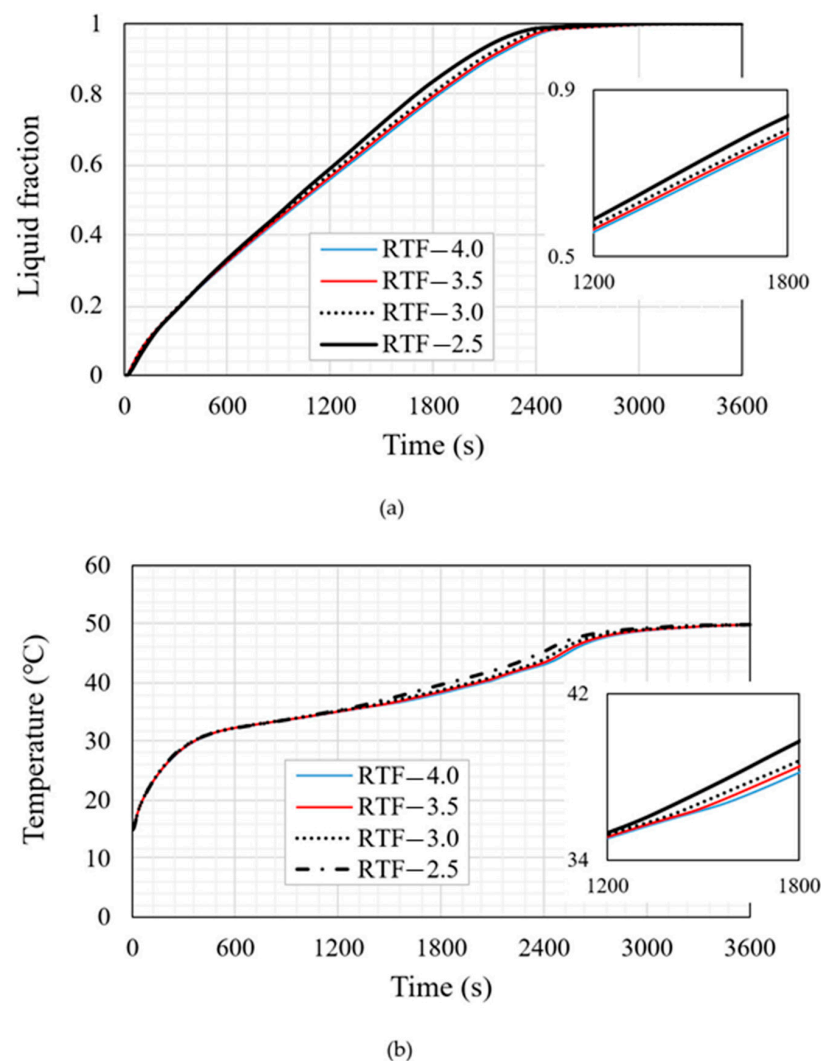 1
0.8
0.6
0.4
0.2
0
Liquid fraction
0 600 1200 1800 2400 3000 3600
Time (s)
RTF—4.0
RTF—3.5
RTF—3.0
RTF—2.5
0.9
0.5
1200 1800
(a)
60
50
40
30
20
10
0
Temperature (℃)
0 600 1200 1800 2400 3000 3600
Time (s)
RTF—4.0
RTF—3.5
RTF—3.0
RTF—2.5
42
34
1200 1800
(b)